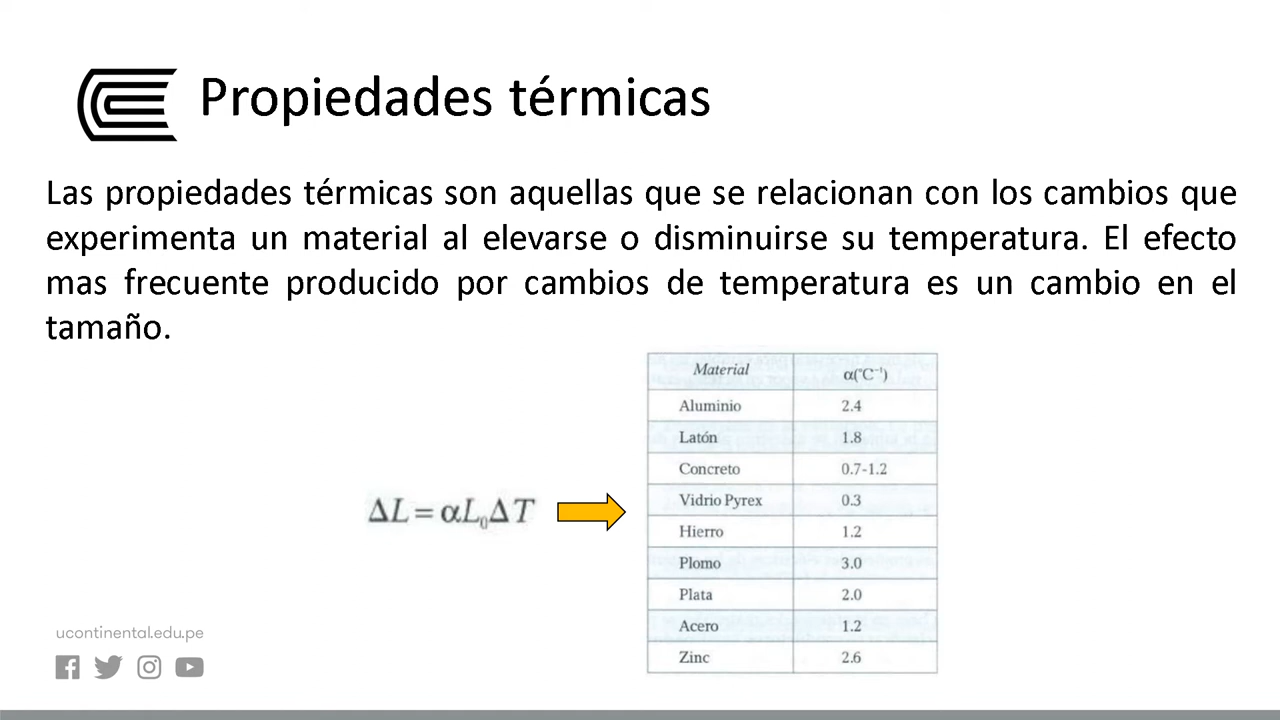 Propiedades térmicas
Las propiedades térmicas son aquellas que se relacionan con los cambios que
experimenta un material al elevarse o disminuirse su temperatura. El efecto
mas frecuente producido por cambios de temperatura es un cambio en el
tamaño.
ΔL = αL₀ΔT
Material α(°C⁻¹)
Aluminio 2.4
Latón 1.8
Concreto 0.7-1.2
Vidrio Pyrex 0.3
Hierro 1.2
Plomo 3.0
Plata 2.0
Acero 1.2
Zinc 2.6
ucontinental.edu.pe